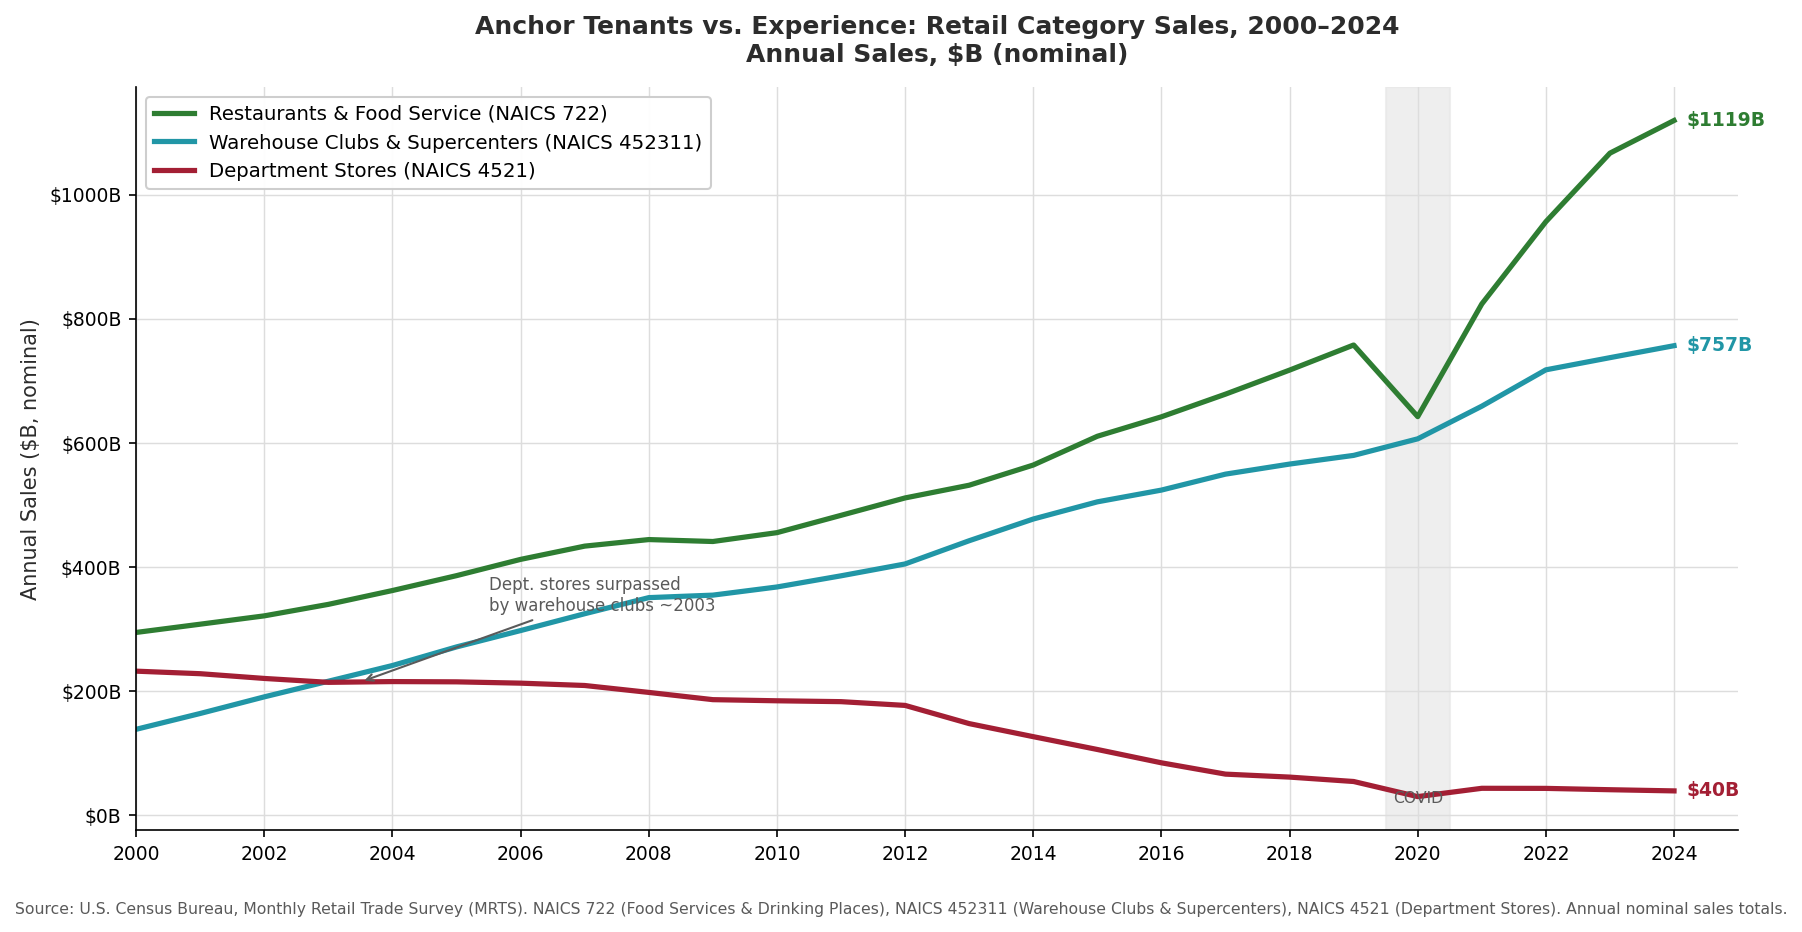 Anchor Tenants vs. Experience: Retail Category Sales, 2000–2024
Annual Sales, $B (nominal)
Restaurants & Food Service (NAICS 722)
Warehouse Clubs & Supercenters (NAICS 452311)
Department Stores (NAICS 4521)
Annual Sales ($B, nominal)
$1000B
$800B
$600B
$400B
$200B
$0B
$1119B
$757B
$40B
Dept. stores surpassed
by warehouse clubs ~2003
COVID
2000 2002 2004 2006 2008 2010 2012 2014 2016 2018 2020 2022 2024
Source: U.S. Census Bureau, Monthly Retail Trade Survey (MRTS). NAICS 722 (Food Services & Drinking Places), NAICS 452311 (Warehouse Clubs & Supercenters), NAICS 4521 (Department Stores). Annual nominal sales totals.